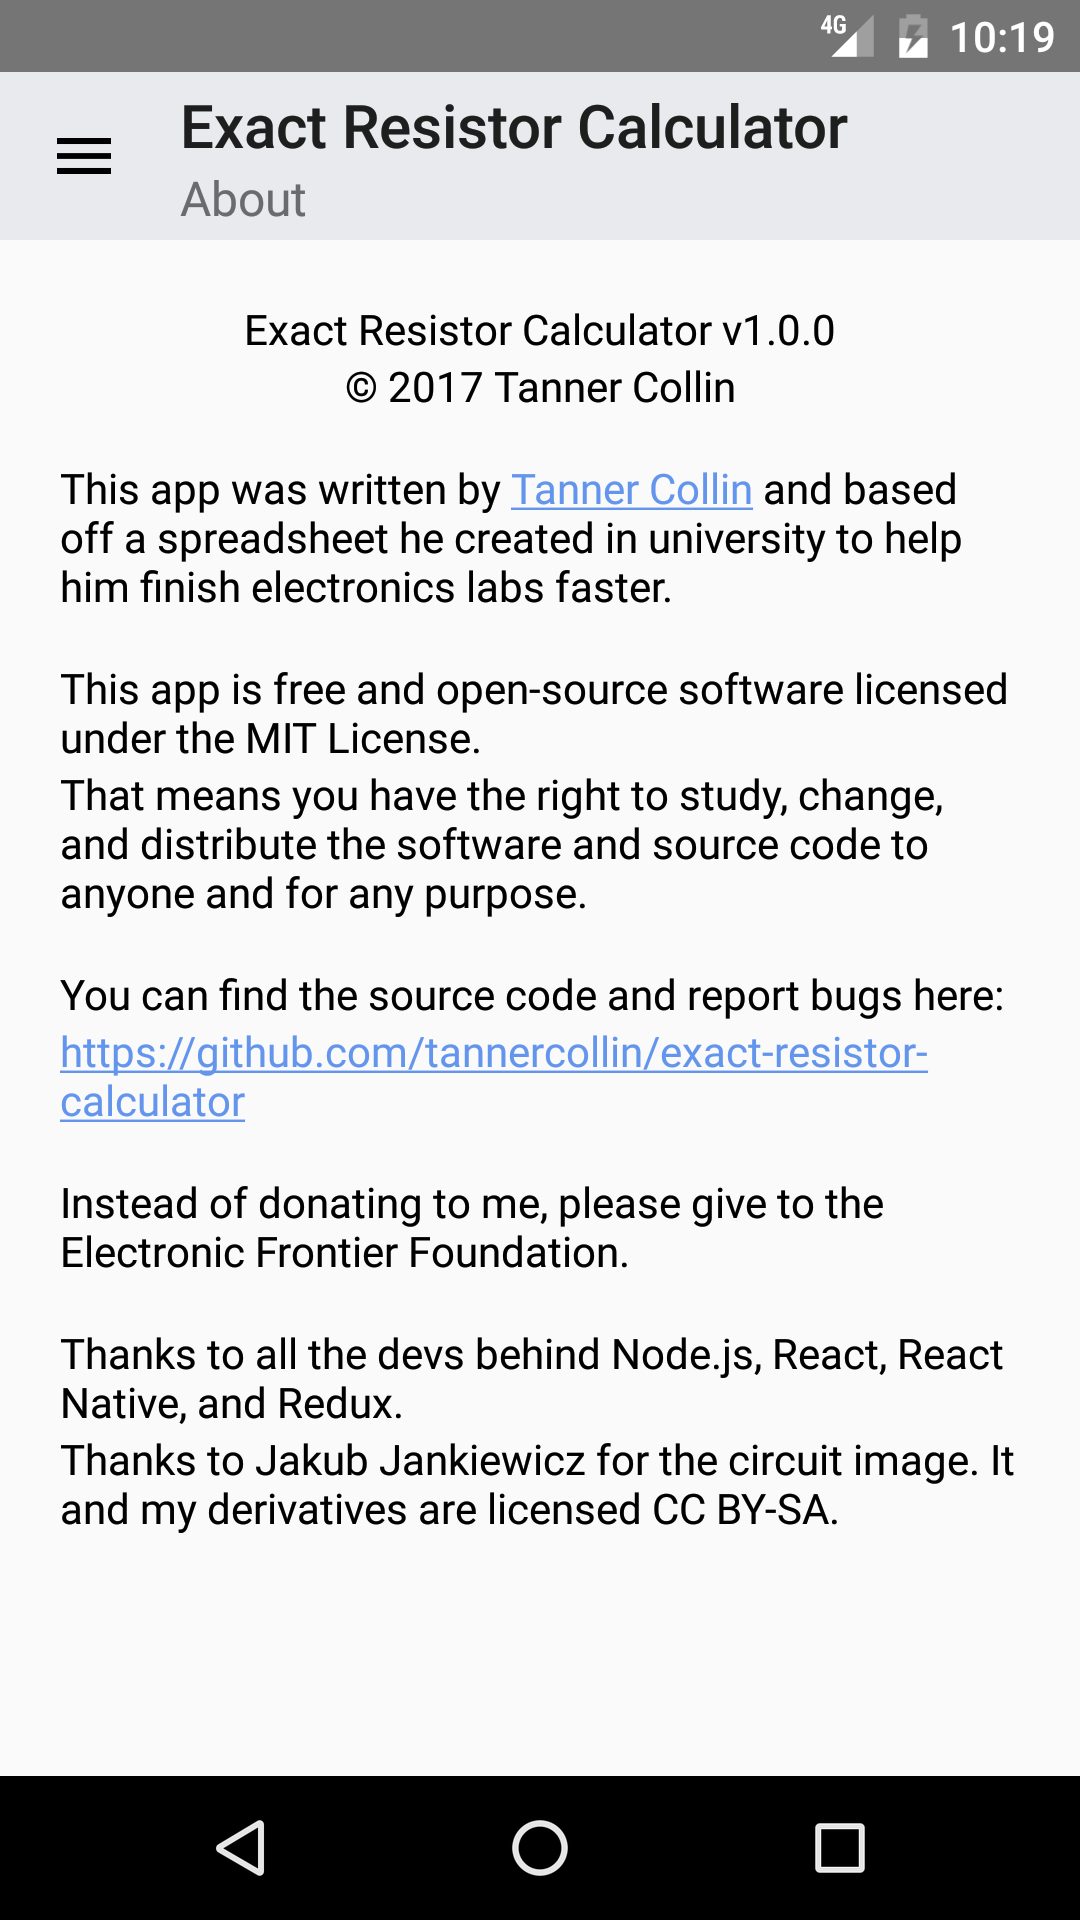 4G 10:19
Exact Resistor Calculator
About
Exact Resistor Calculator v1.0.0
© 2017 Tanner Collin
This app was written by Tanner Collin and based
off a spreadsheet he created in university to help
him finish electronics labs faster.
This app is free and open-source software licensed
under the MIT License.
That means you have the right to study, change,
and distribute the software and source code to
anyone and for any purpose.
You can find the source code and report bugs here:
https://github.com/tannercollin/exact-resistor-
calculator
Instead of donating to me, please give to the
Electronic Frontier Foundation.
Thanks to all the devs behind Node.js, React, React
Native, and Redux.
Thanks to Jakub Jankiewicz for the circuit image. It
and my derivatives are licensed CC BY-SA.